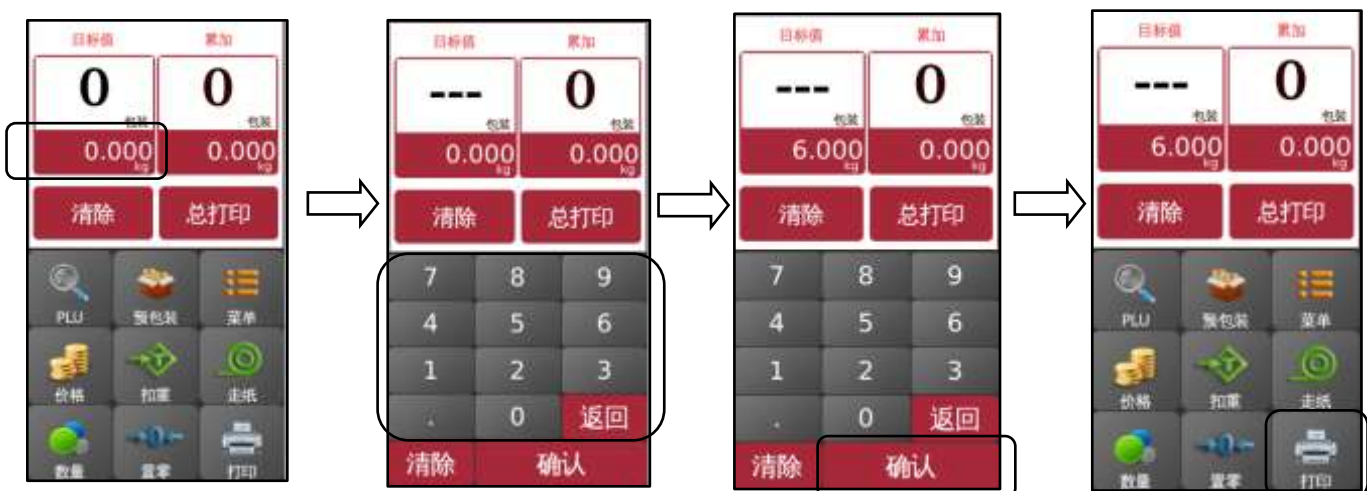 目标值 累加
0 0
包装 包装
0.000 0.000
kg kg
清除 总打印
PLU 预包装 菜单
价格 扣重 走纸
数量 置零 打印
目标值 累加
--- 0
包装 包装
0.000 0.000
kg kg
清除 总打印
7 8 9
4 5 6
1 2 3
. 0 返回
清除 确认
目标值 累加
--- 0
包装 包装
6.000 0.000
kg kg
清除 总打印
7 8 9
4 5 6
1 2 3
. 0 返回
清除 确认
目标值 累加
--- 0
包装 包装
6.000 0.000
kg kg
清除 总打印
PLU 预包装 菜单
价格 扣重 走纸
数量 置零 打印